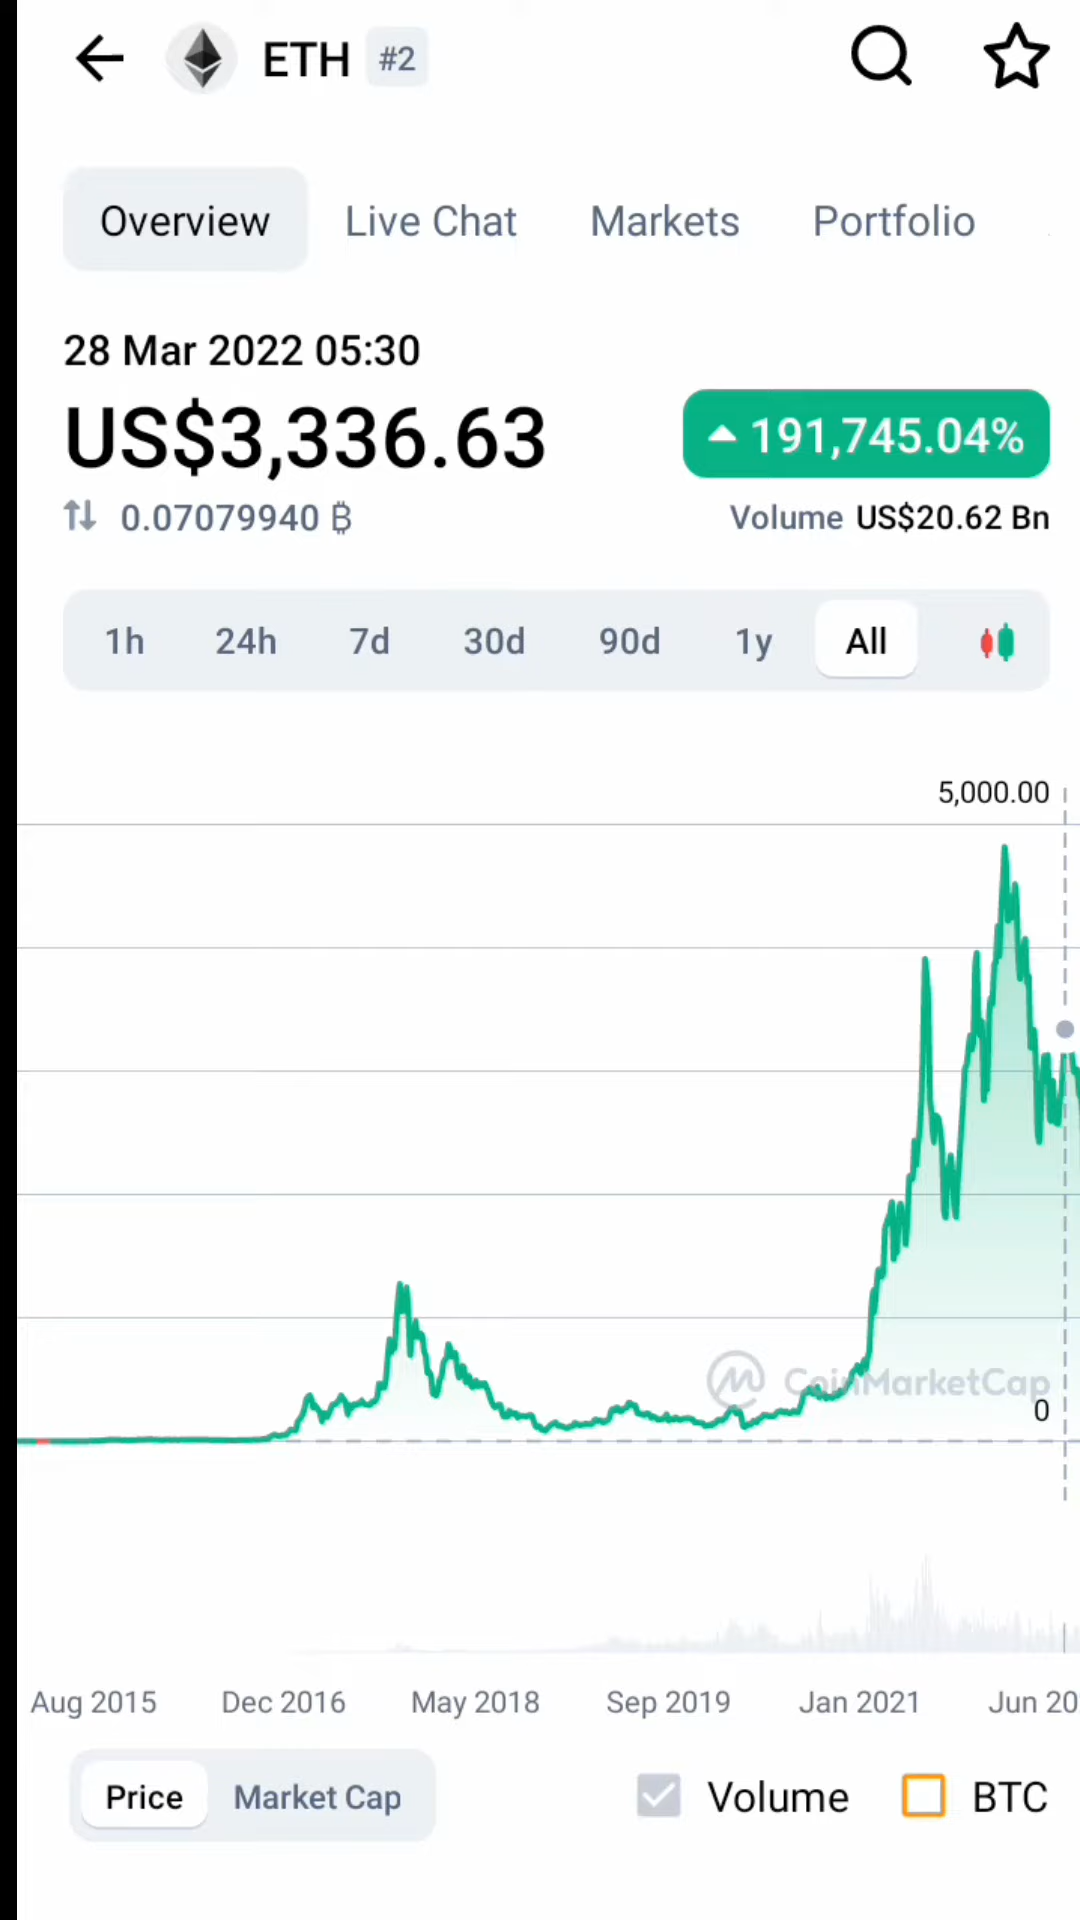 ETH #2
Overview Live Chat Markets Portfolio
28 Mar 2022 05:30
US$3,336.63 191,745.04%
0.07079940 ₿ Volume US$20.62 Bn
1h 24h 7d 30d 90d 1y All
5,000.00
CoinMarketCap
0
Aug 2015 Dec 2016 May 2018 Sep 2019 Jan 2021 Jun 20
Price Market Cap Volume BTC